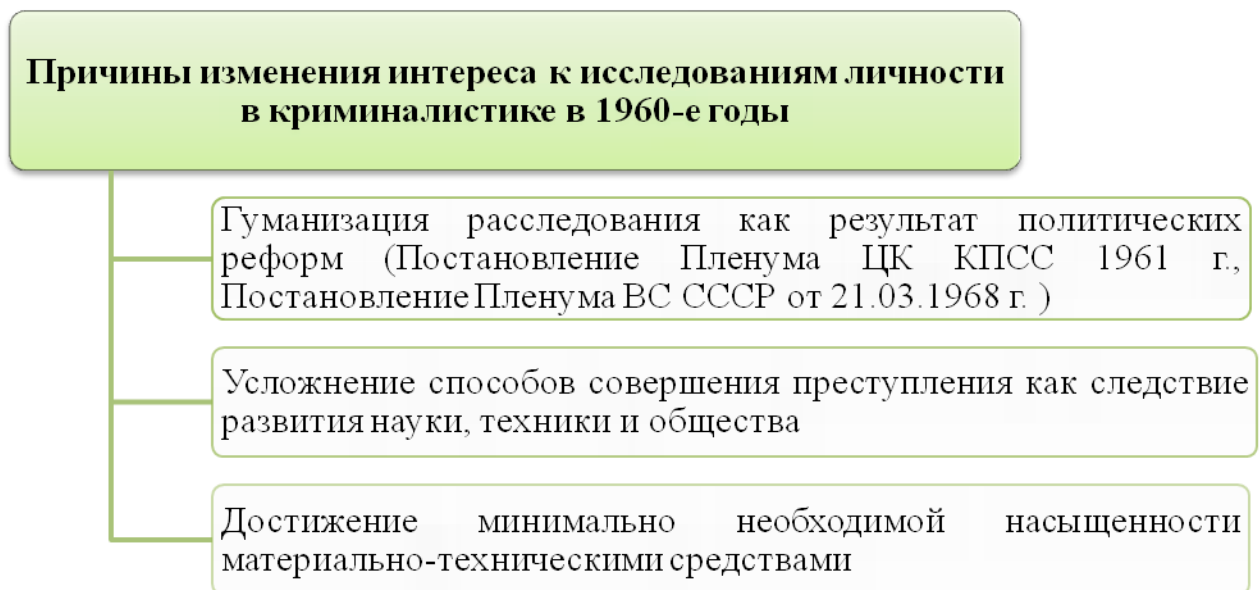 Причины изменения интереса к исследованиям личности
в криминалистике в 1960-е годы
Гуманизация расследования как результат политических
реформ (Постановление Пленума ЦК КПСС 1961 г.,
Постановление Пленума ВС СССР от 21.03.1968 г. )
Усложнение способов совершения преступления как следствие
развития науки, техники и общества
Достижение минимально необходимой насыщенности
материально-техническими средствами